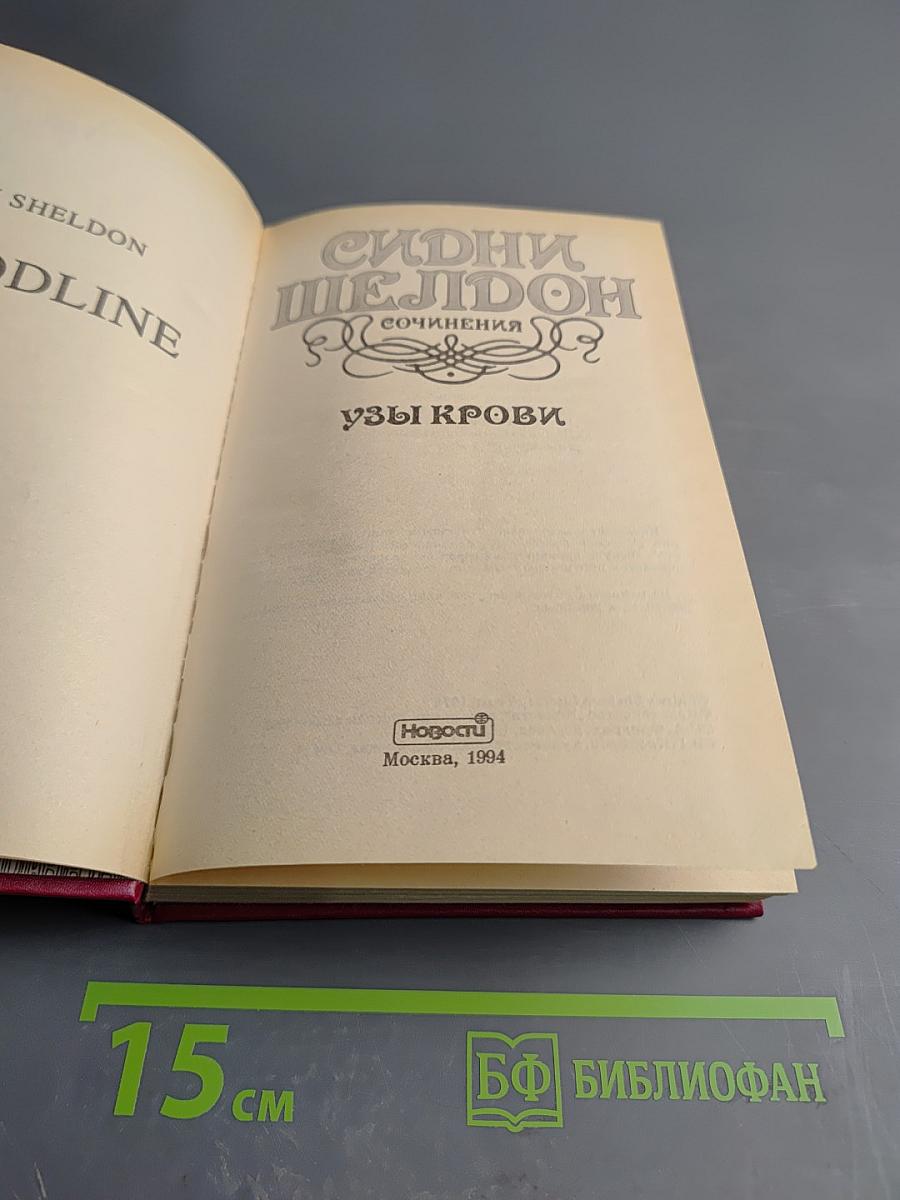 SHELDON
ODLINE
СИДНИ
ШЕЛДОН
СОЧИНЕНИЯ
УЗЫ КРОВИ
Новости
Москва, 1994
15 см
БФ БИБЛИОФАН